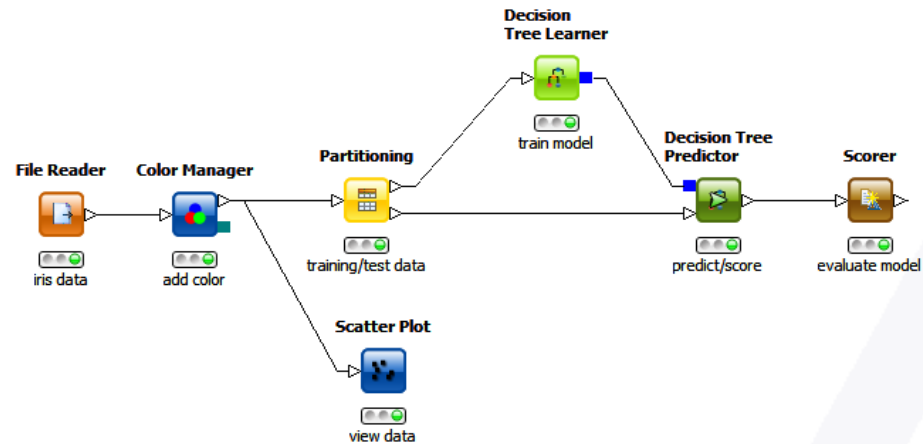 Decision
Tree Learner
train model
File Reader
iris data
Color Manager
add color
Partitioning
training/test data
Decision Tree
Predictor
predict/score
Scorer
evaluate model
Scatter Plot
view data